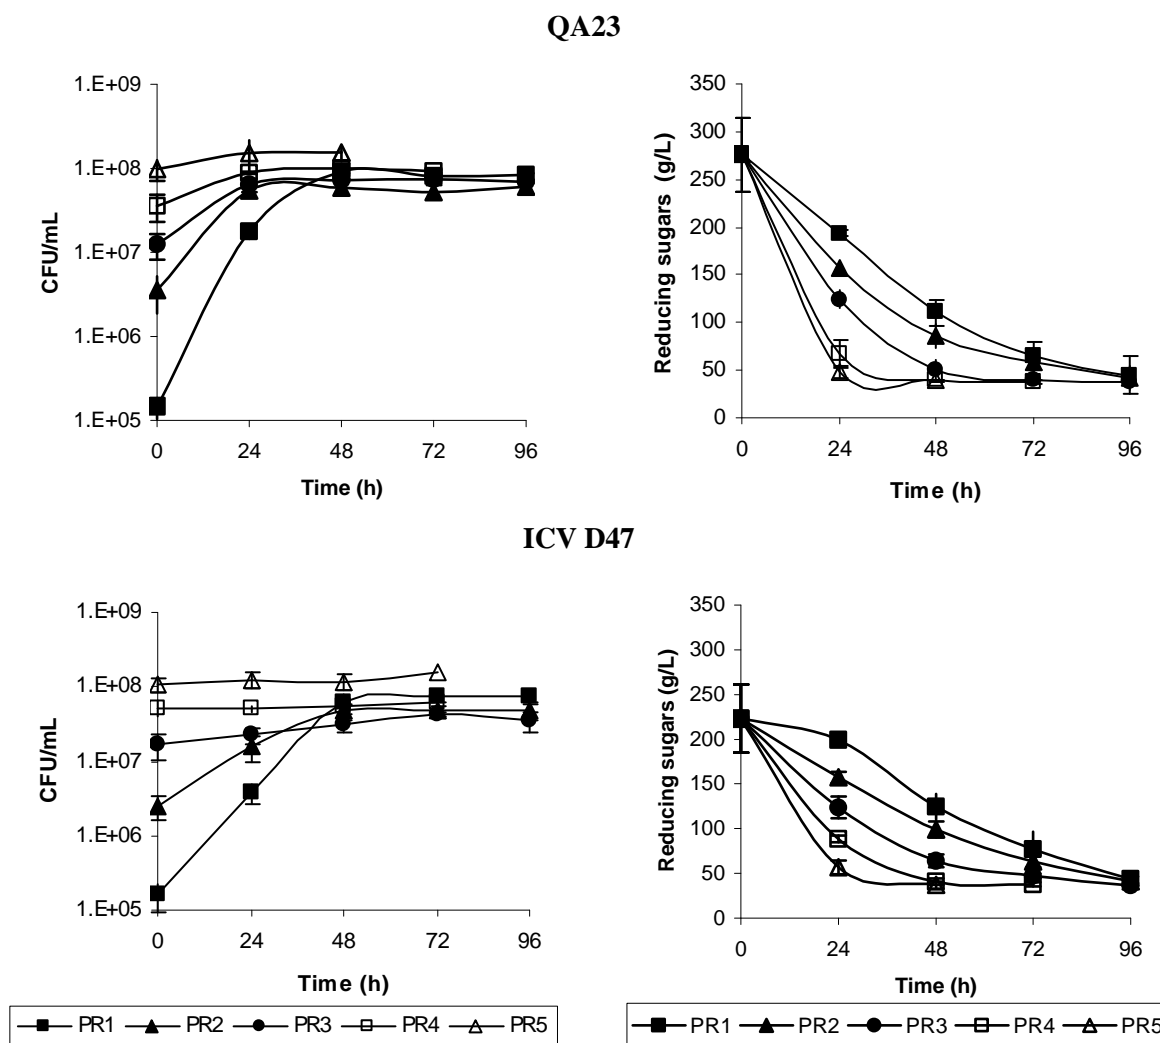 QA23
1.E+09
1.E+08
1.E+07
1.E+06
1.E+05
CFU/mL
0 24 48 72 96
Time (h)
350
300
250
200
150
100
50
0
Reducing sugars (g/L)
0 24 48 72 96
Time (h)
ICV D47
1.E+09
1.E+08
1.E+07
1.E+06
1.E+05
CFU/mL
0 24 48 72 96
Time (h)
PR1 PR2 PR3 PR4 PR5
350
300
250
200
150
100
50
0
Reducing sugars (g/L)
0 24 48 72 96
Time (h)
PR1 PR2 PR3 PR4 PR5